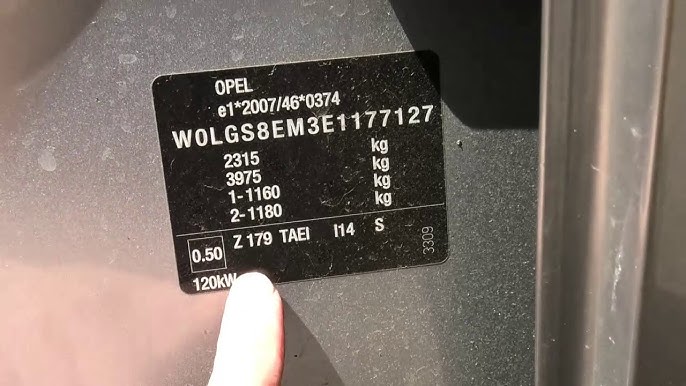 OPEL
e1*2007/46*0374
W0LGS8EM3E1177127
2315 kg
3975 kg
1-1160 kg
2-1180
0.50 Z 179 TAEI I14 S
120kW
3309